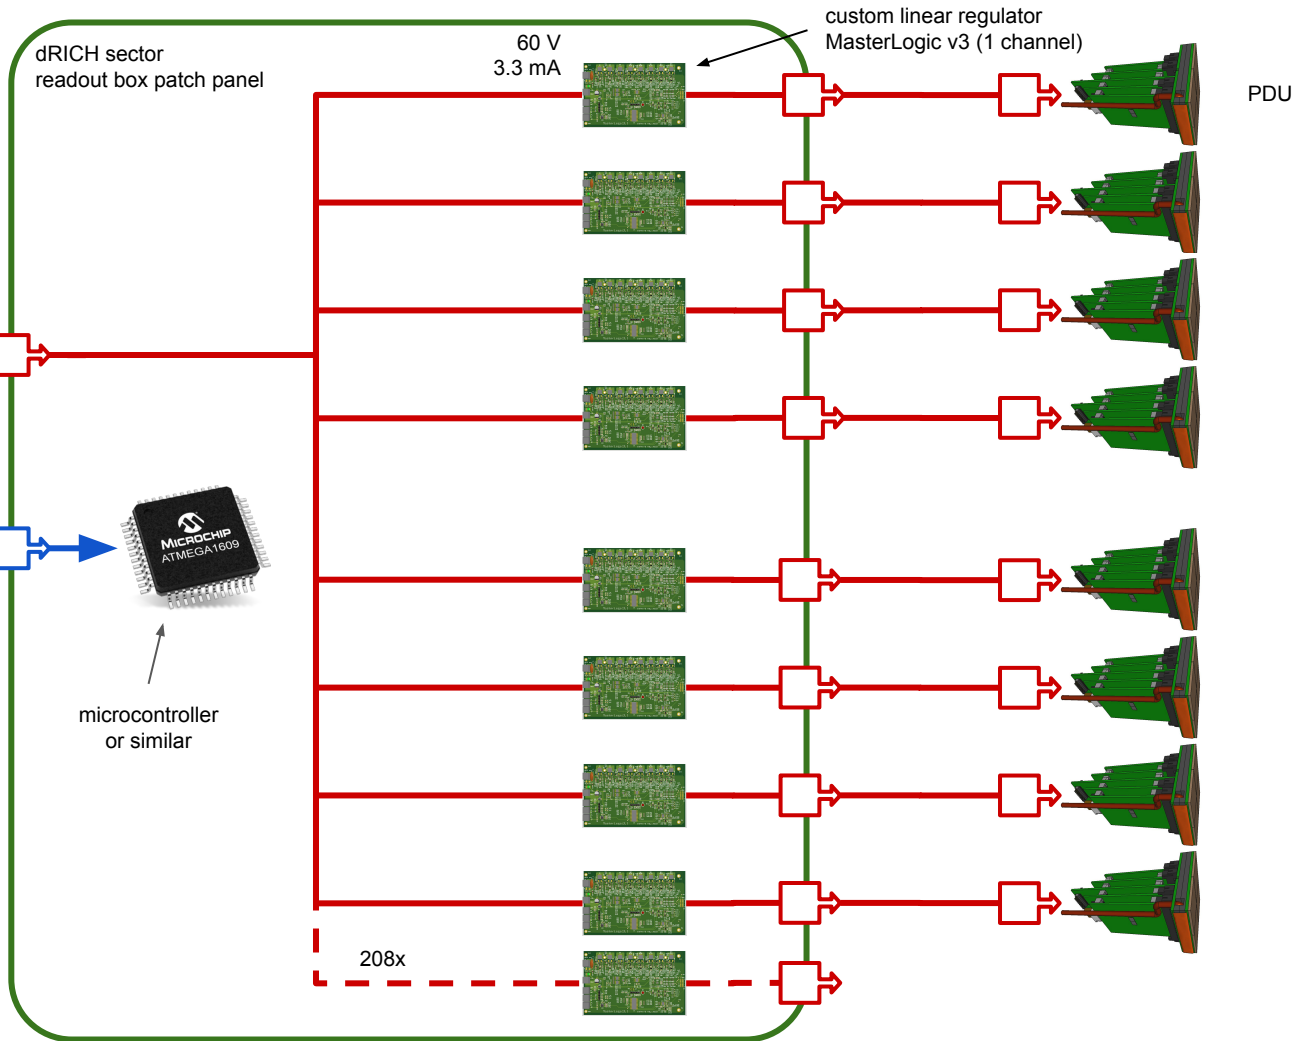 dRICH sector
readout box patch panel
60 V
3.3 mA
custom linear regulator
MasterLogic v3 (1 channel)
PDU
MICROCHIP
ATMEGA1609
microcontroller
or similar
208x